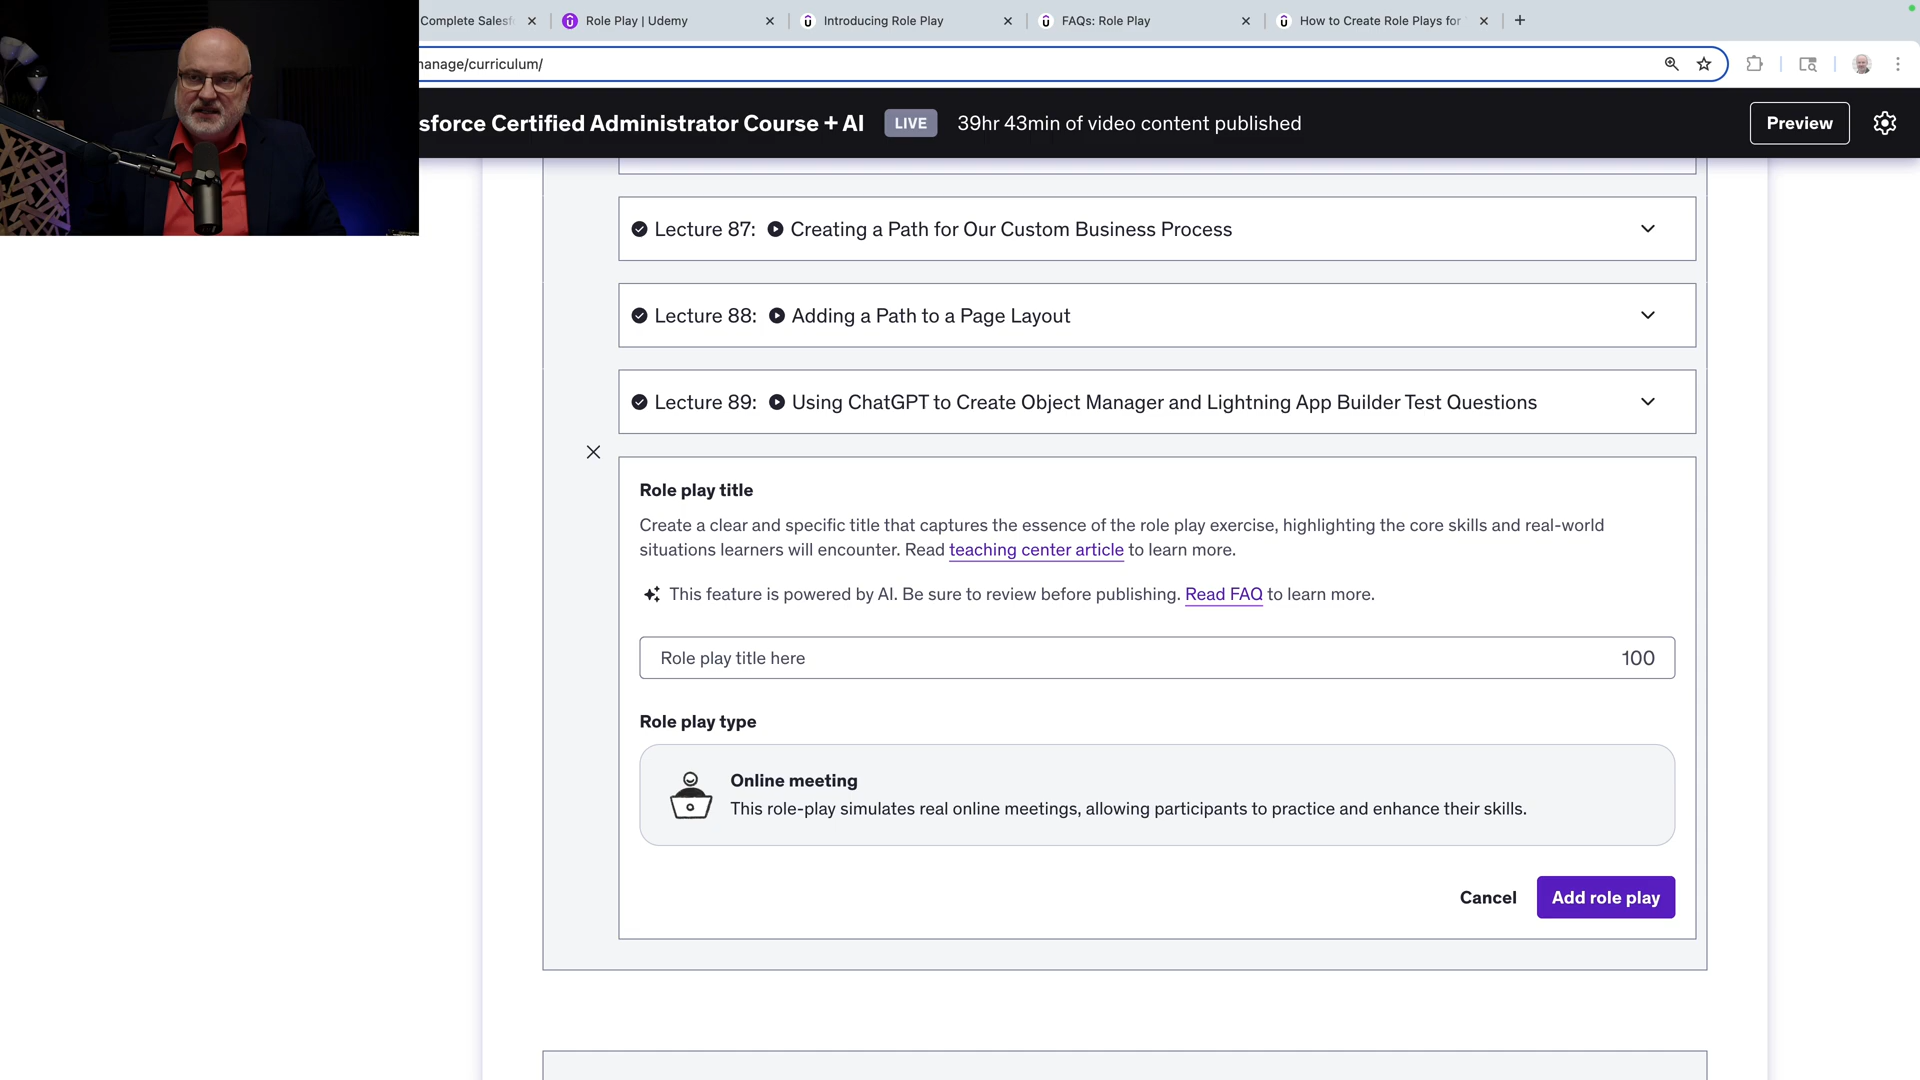 Complete Salesf
Role Play | Udemy
Introducing Role Play
FAQs: Role Play
How to Create Role Plays for
manage/curriculum/
sforce Certified Administrator Course + AI
LIVE
39hr 43min of video content published
Preview
Lecture 87: Creating a Path for Our Custom Business Process
Lecture 88: Adding a Path to a Page Layout
Lecture 89: Using ChatGPT to Create Object Manager and Lightning App Builder Test Questions
Role play title
Create a clear and specific title that captures the essence of the role play exercise, highlighting the core skills and real-world
situations learners will encounter. Read teaching center article to learn more.
This feature is powered by AI. Be sure to review before publishing. Read FAQ to learn more.
Role play title here
100
Role play type
Online meeting
This role-play simulates real online meetings, allowing participants to practice and enhance their skills.
Cancel
Add role play